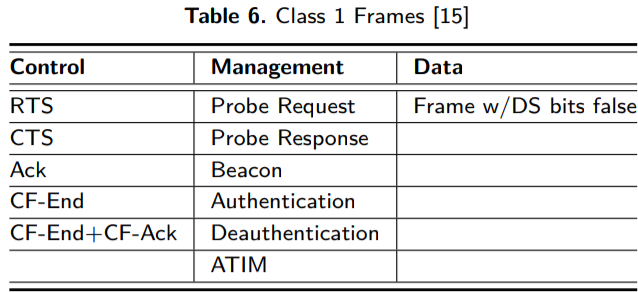 Table 6. Class 1 Frames [15]
Control Management Data
RTS Probe Request Frame w/DS bits false
CTS Probe Response
Ack Beacon
CF-End Authentication
CF-End+CF-Ack Deauthentication
ATIM